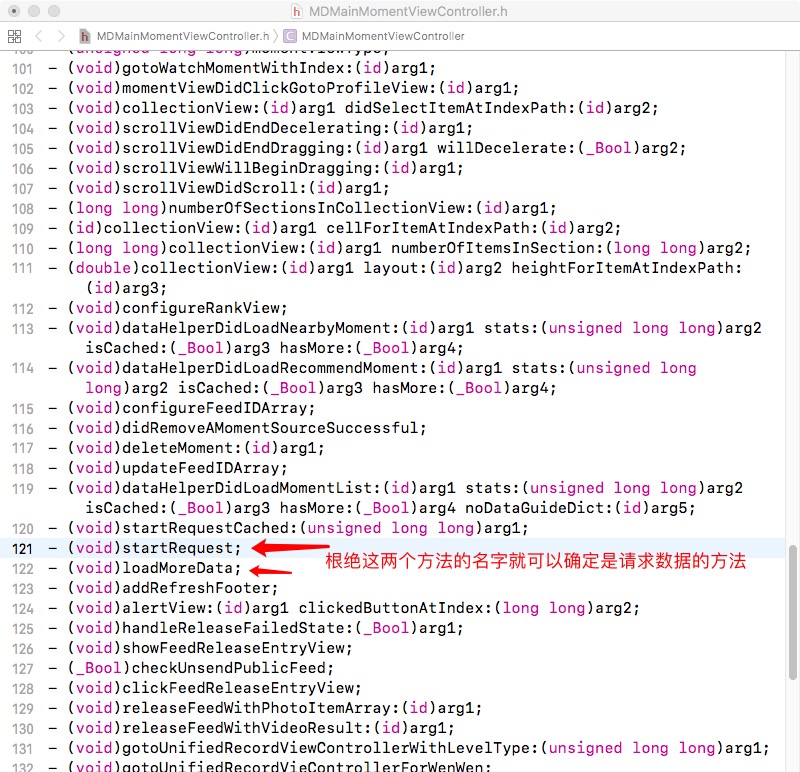 MDMainMomentViewController.h
MDMainMomentViewController.h MDMainMomentViewController
100 - (unsigned long long)momentViewType;
101 - (void)gotoWatchMomentWithIndex:(id)arg1;
102 - (void)momentViewDidClickGotoProfileView:(id)arg1;
103 - (void)collectionView:(id)arg1 didSelectItemAtIndexPath:(id)arg2;
104 - (void)scrollViewDidEndDecelerating:(id)arg1;
105 - (void)scrollViewDidEndDragging:(id)arg1 willDecelerate:(_Bool)arg2;
106 - (void)scrollViewWillBeginDragging:(id)arg1;
107 - (void)scrollViewDidScroll:(id)arg1;
108 - (long long)numberOfSectionsInCollectionView:(id)arg1;
109 - (id)collectionView:(id)arg1 cellForItemAtIndexPath:(id)arg2;
110 - (long long)collectionView:(id)arg1 numberOfItemsInSection:(long long)arg2;
111 - (double)collectionView:(id)arg1 layout:(id)arg2 heightForItemAtIndexPath:
(id)arg3;
112 - (void)configureRankView;
113 - (void)dataHelperDidLoadNearbyMoment:(id)arg1 stats:(unsigned long long)arg2
isCached:(_Bool)arg3 hasMore:(_Bool)arg4;
114 - (void)dataHelperDidLoadRecommendMoment:(id)arg1 stats:(unsigned long
long)arg2 isCached:(_Bool)arg3 hasMore:(_Bool)arg4;
115 - (void)configureFeedIDArray;
116 - (void)didRemoveAMomentSourceSuccessful;
117 - (void)deleteMoment:(id)arg1;
118 - (void)updateFeedIDArray;
119 - (void)dataHelperDidLoadMomentList:(id)arg1 stats:(unsigned long long)arg2
isCached:(_Bool)arg3 hasMore:(_Bool)arg4 noDataGuideDict:(id)arg5;
120 - (void)startRequestCached:(unsigned long long)arg1;
121 - (void)startRequest;
122 - (void)loadMoreData;
根绝这两个方法的名字就可以确定是请求数据的方法
123 - (void)addRefreshFooter;
124 - (void)alertView:(id)arg1 clickedButtonAtIndex:(long long)arg2;
125 - (void)handleReleaseFailedState:(_Bool)arg1;
126 - (void)showFeedReleaseEntryView;
127 - (_Bool)checkUnsendPublicFeed;
128 - (void)clickFeedReleaseEntryView;
129 - (void)releaseFeedWithPhotoItemArray:(id)arg1;
130 - (void)releaseFeedWithVideoResult:(id)arg1;
131 - (void)gotoUnifiedRecordViewControllerWithLevelType:(unsigned long long)arg1;
132 - (void)gotoUnifiedRecordVieControllerForWenWen;